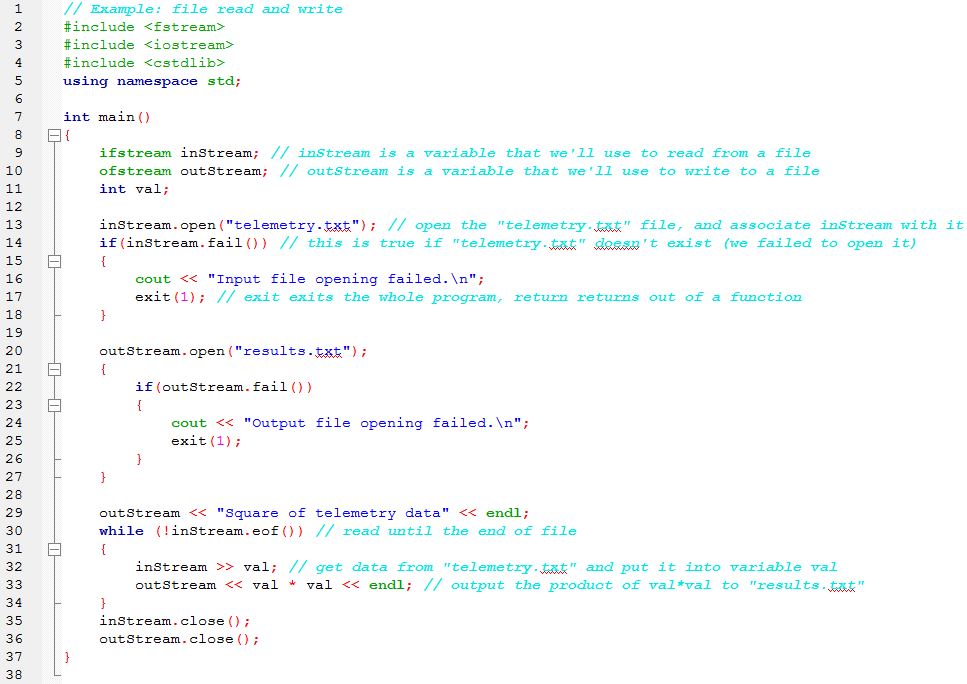 1 // Example: file read and write
2 #include <fstream>
3 #include <iostream>
4 #include <cstdlib>
5 using namespace std;
6
7 int main()
8 {
9 ifstream inStream; // inStream is a variable that we'll use to read from a file
10 ofstream outStream; // outStream is a variable that we'll use to write to a file
11 int val;
12
13 inStream.open("telemetry.txt"); // open the "telemetry.txt" file, and associate inStream with it
14 if(inStream.fail()) // this is true if "telemetry.txt" doesn't exist (we failed to open it)
15 {
16 cout << "Input file opening failed.\n";
17 exit(1); // exit exits the whole program, return returns out of a function
18 }
19
20 outStream.open("results.txt");
21 {
22 if(outStream.fail())
23 {
24 cout << "Output file opening failed.\n";
25 exit(1);
26 }
27 }
28
29 outStream << "Square of telemetry data" << endl;
30 while (!inStream.eof()) // read until the end of file
31 {
32 inStream >> val; // get data from "telemetry.txt" and put it into variable val
33 outStream << val * val << endl; // output the product of val*val to "results.txt"
34 }
35 inStream.close();
36 outStream.close();
37 }
38